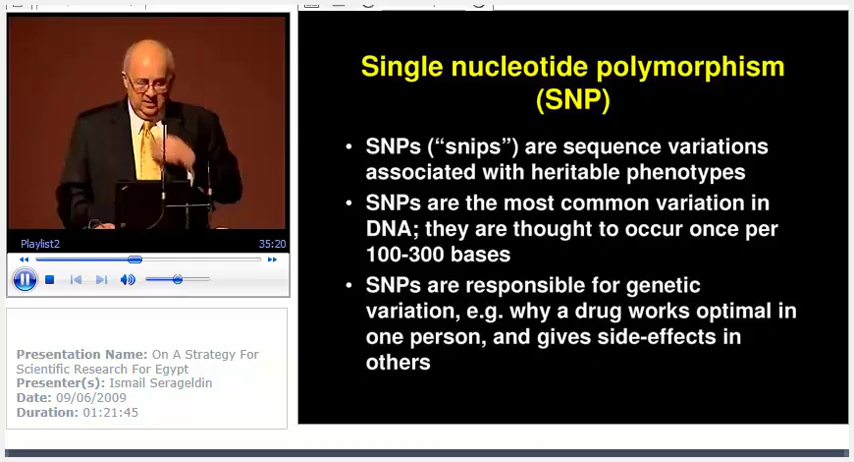 Single nucleotide polymorphism
(SNP)
• SNPs (“snips”) are sequence variations
associated with heritable phenotypes
• SNPs are the most common variation in
DNA; they are thought to occur once per
100-300 bases
• SNPs are responsible for genetic
variation, e.g. why a drug works optimal in
one person, and gives side-effects in
others
Playlist2 35:20
Presentation Name: On A Strategy For
Scientific Research For Egypt
Presenter(s): Ismail Serageldin
Date: 09/06/2009
Duration: 01:21:45